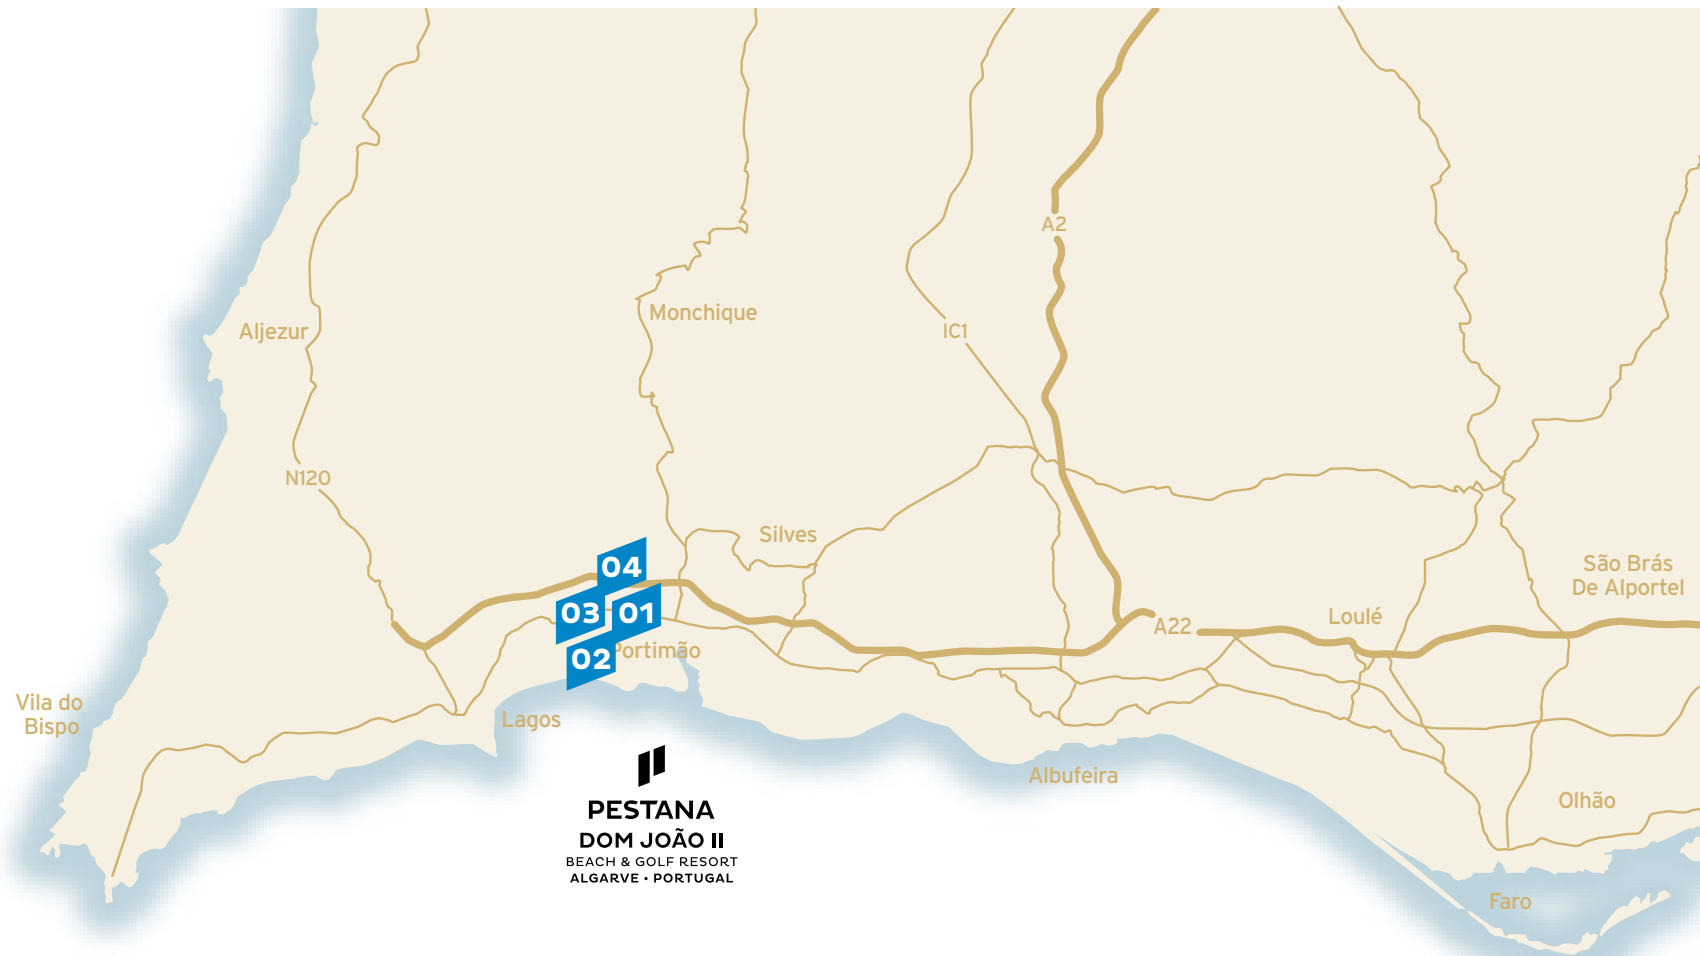 A2
Monchique
Aljezur
IC1
N120
Silves
04
São Brás
De Alportel
03
01
Loulé
A22
Portimão
02
Vila do
Bispo
Lagos
Albufeira
Olhão
PESTANA
DOM JOÃO II
BEACH & GOLF RESORT
ALGARVE • PORTUGAL
Faro